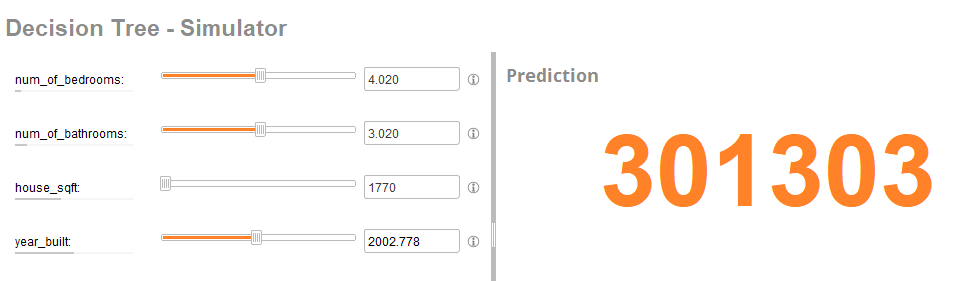 Decision Tree - Simulator
num_of_bedrooms:
4.020
num_of_bathrooms:
3.020
house_sqft:
1770
year_built:
2002.778
Prediction
301303